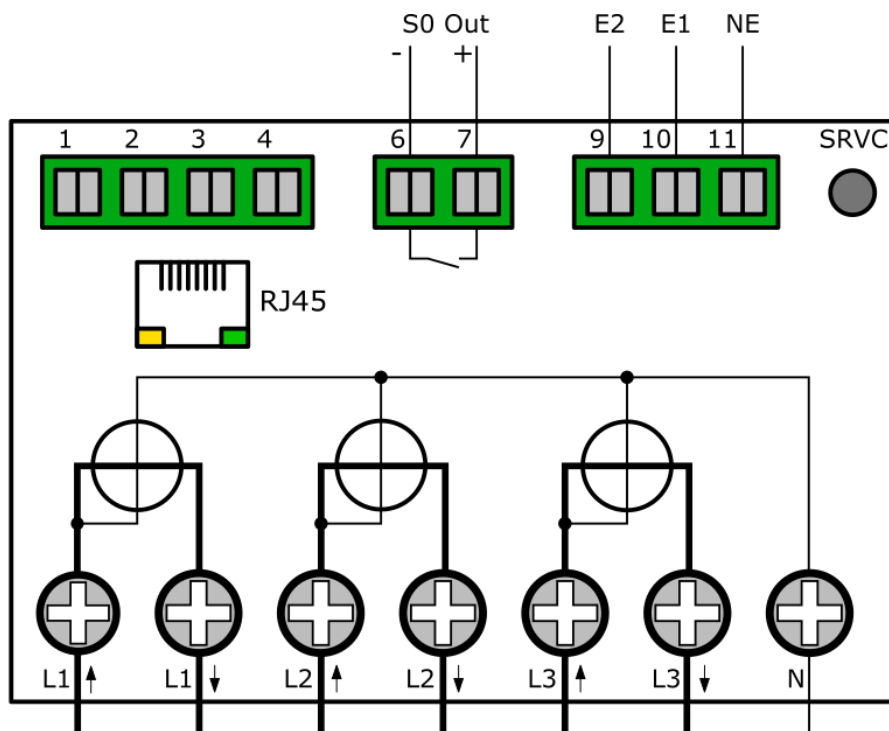 S0 Out E2 E1 NE
- +
1 2 3 4 6 7 9 10 11 SRVC
RJ45
L1 L1 L2 L2 L3 L3 N